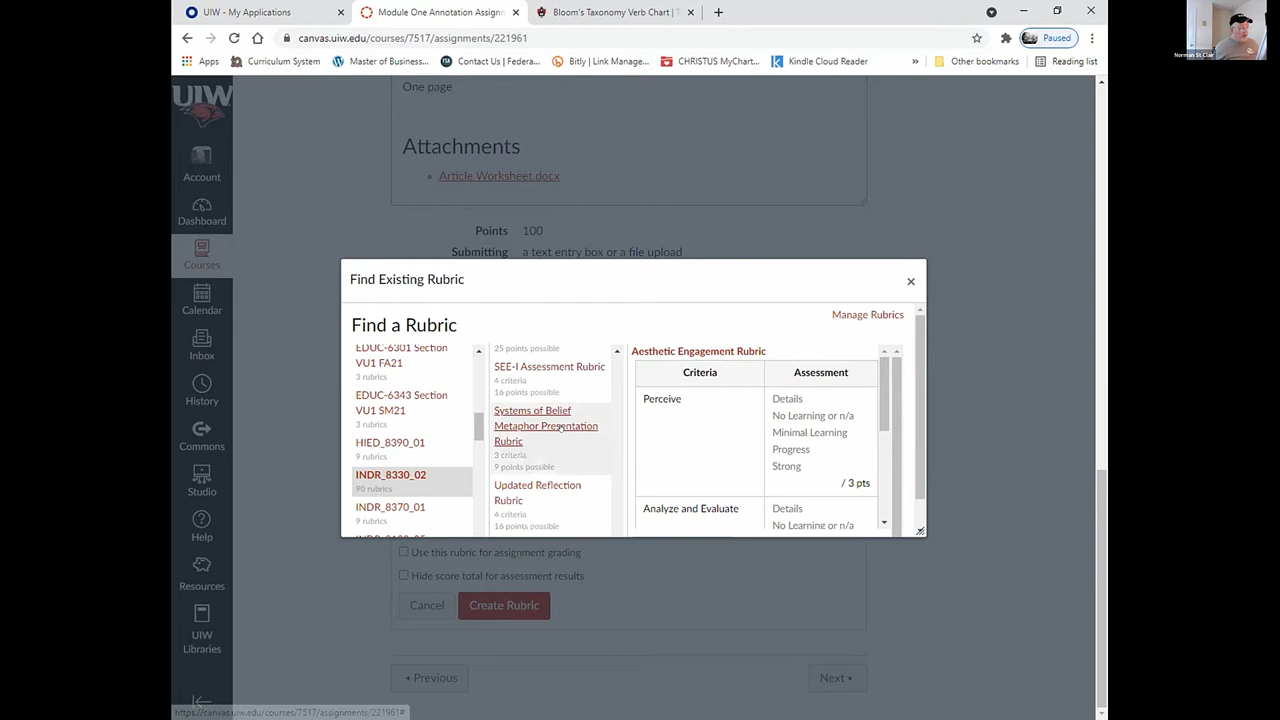 UIW - My Applications
Module One Annotation Assignm
Bloom's Taxonomy Verb Chart | T
canvas.uiw.edu/courses/7517/assignments/221961
Paused
Apps
Curriculum System
Master of Business...
Contact Us | Federa...
Bitly | Link Manage...
CHRISTUS MyChart...
Kindle Cloud Reader
»
Other bookmarks
Reading list
Norman St Clair
UIW
Account
Dashboard
Courses
Calendar
Inbox
History
Commons
Studio
Help
Resources
UIW
Libraries
One page
Attachments
Article Worksheet.docx
Points 100
Submitting a text entry box or a file upload
Find Existing Rubric
Manage Rubrics
Find a Rubric
EDUC-6301 Section
VU1 FA21
3 rubrics
EDUC-6343 Section
VU1 SM21
3 rubrics
HIED_8390_01
9 rubrics
INDR_8330_02
90 rubrics
INDR_8370_01
9 rubrics
25 points possible
SEE-I Assessment Rubric
4 criteria
16 points possible
Systems of Belief
Metaphor Presentation
Rubric
3 criteria
9 points possible
Updated Reflection
Rubric
4 criteria
16 points possible
Aesthetic Engagement Rubric
Criteria Assessment
Perceive
Details
No Learning or n/a
Minimal Learning
Progress
Strong
/ 3 pts
Analyze and Evaluate
Details
No Learning or n/a
Use this rubric for assignment grading
Hide score total for assessment results
Cancel
Create Rubric
Previous
Next
https://canvas.uiw.edu/courses/7517/assignments/221961#